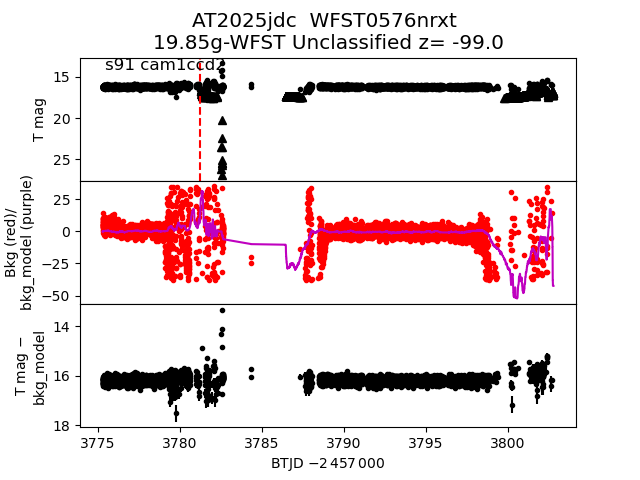 AT2025jdc  WFST0576nrxt
19.85g-WFST Unclassified z= -99.0
s91 cam1ccd2
15
20
25
T mag
25
0
−25
−50
Bkg (red)/
bkg_model (purple)
14
16
18
T mag −
bkg_model
3775
3780
3785
3790
3795
3800
BTJD −2 457 000